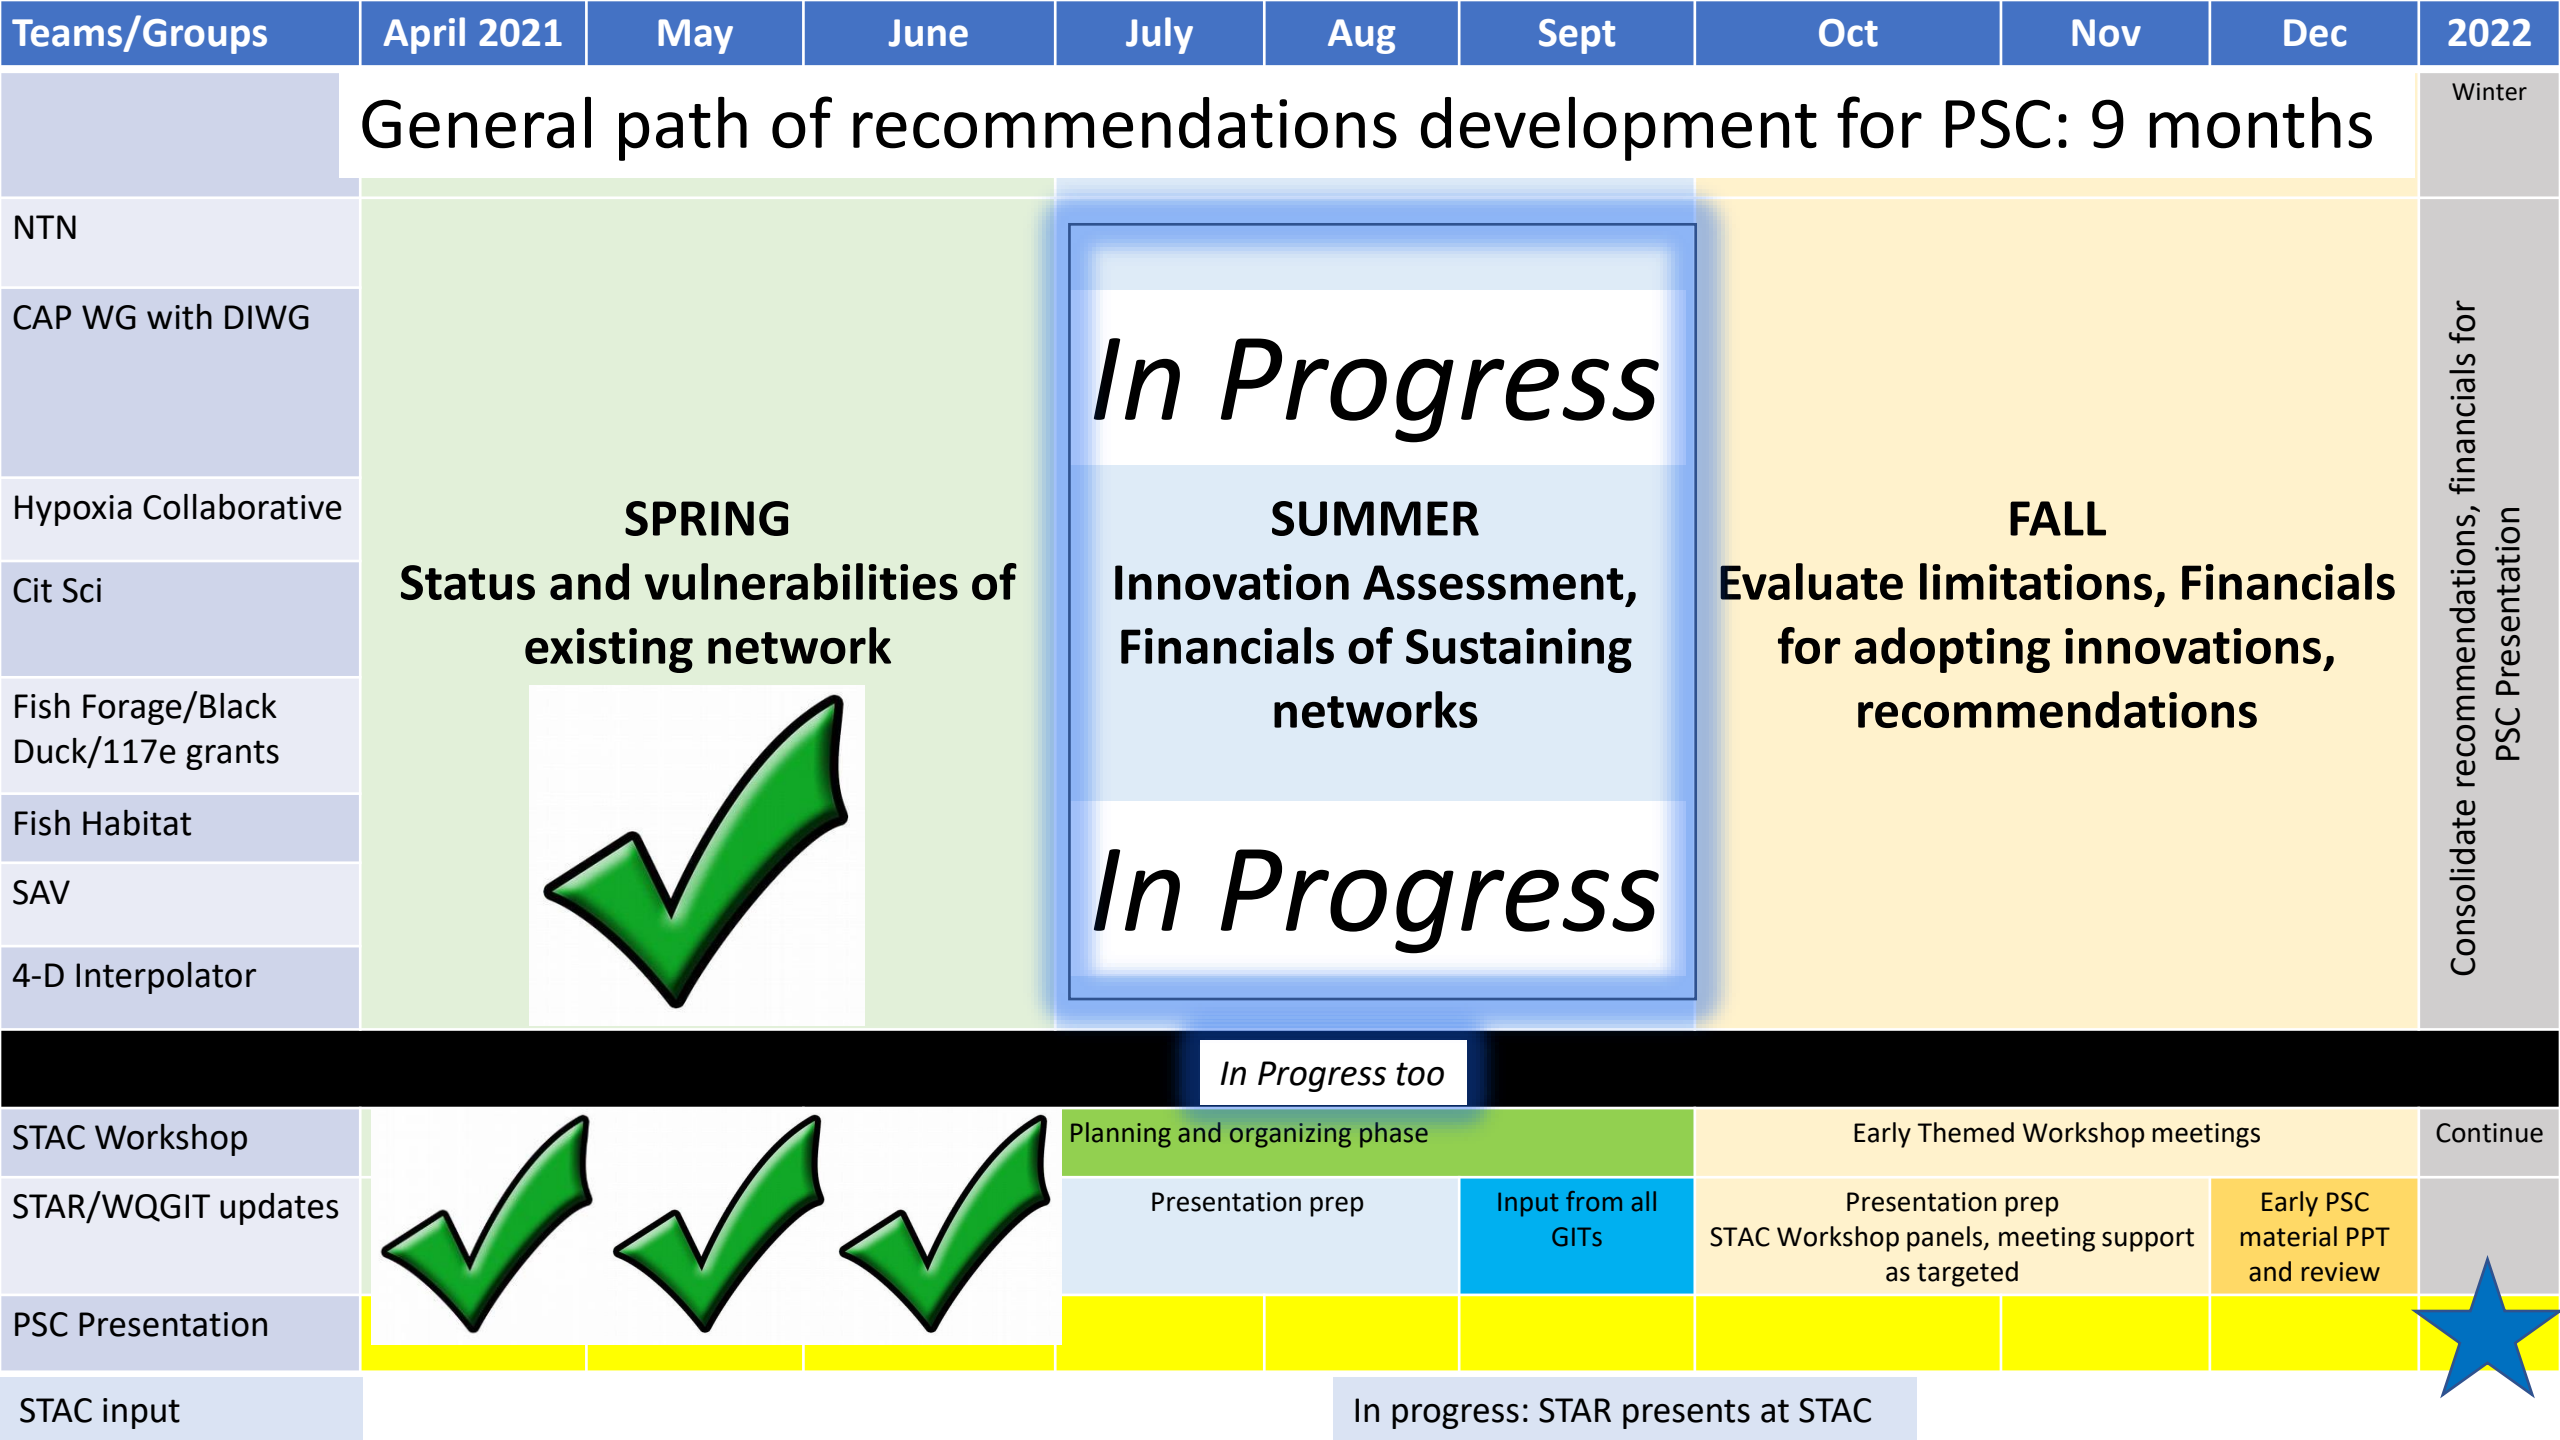 Teams/Groups April 2021 May June July Aug Sept Oct Nov Dec 2022
General path of recommendations development for PSC: 9 months
Winter
NTN
CAP WG with DIWG
Hypoxia Collaborative
Cit Sci
Fish Forage/Black
Duck/117e grants
Fish Habitat
SAV
4-D Interpolator
SPRING
Status and vulnerabilities of
existing network
In Progress
SUMMER
Innovation Assessment,
Financials of Sustaining
networks
In Progress
FALL
Evaluate limitations, Financials
for adopting innovations,
recommendations
Consolidate recommendations, financials for
PSC Presentation
In Progress too
STAC Workshop
Planning and organizing phase
Early Themed Workshop meetings
Continue
STAR/WQGIT updates
Presentation prep
Input from all
GITs
Presentation prep
STAC Workshop panels, meeting support
as targeted
Early PSC
material PPT
and review
PSC Presentation
STAC input
In progress: STAR presents at STAC